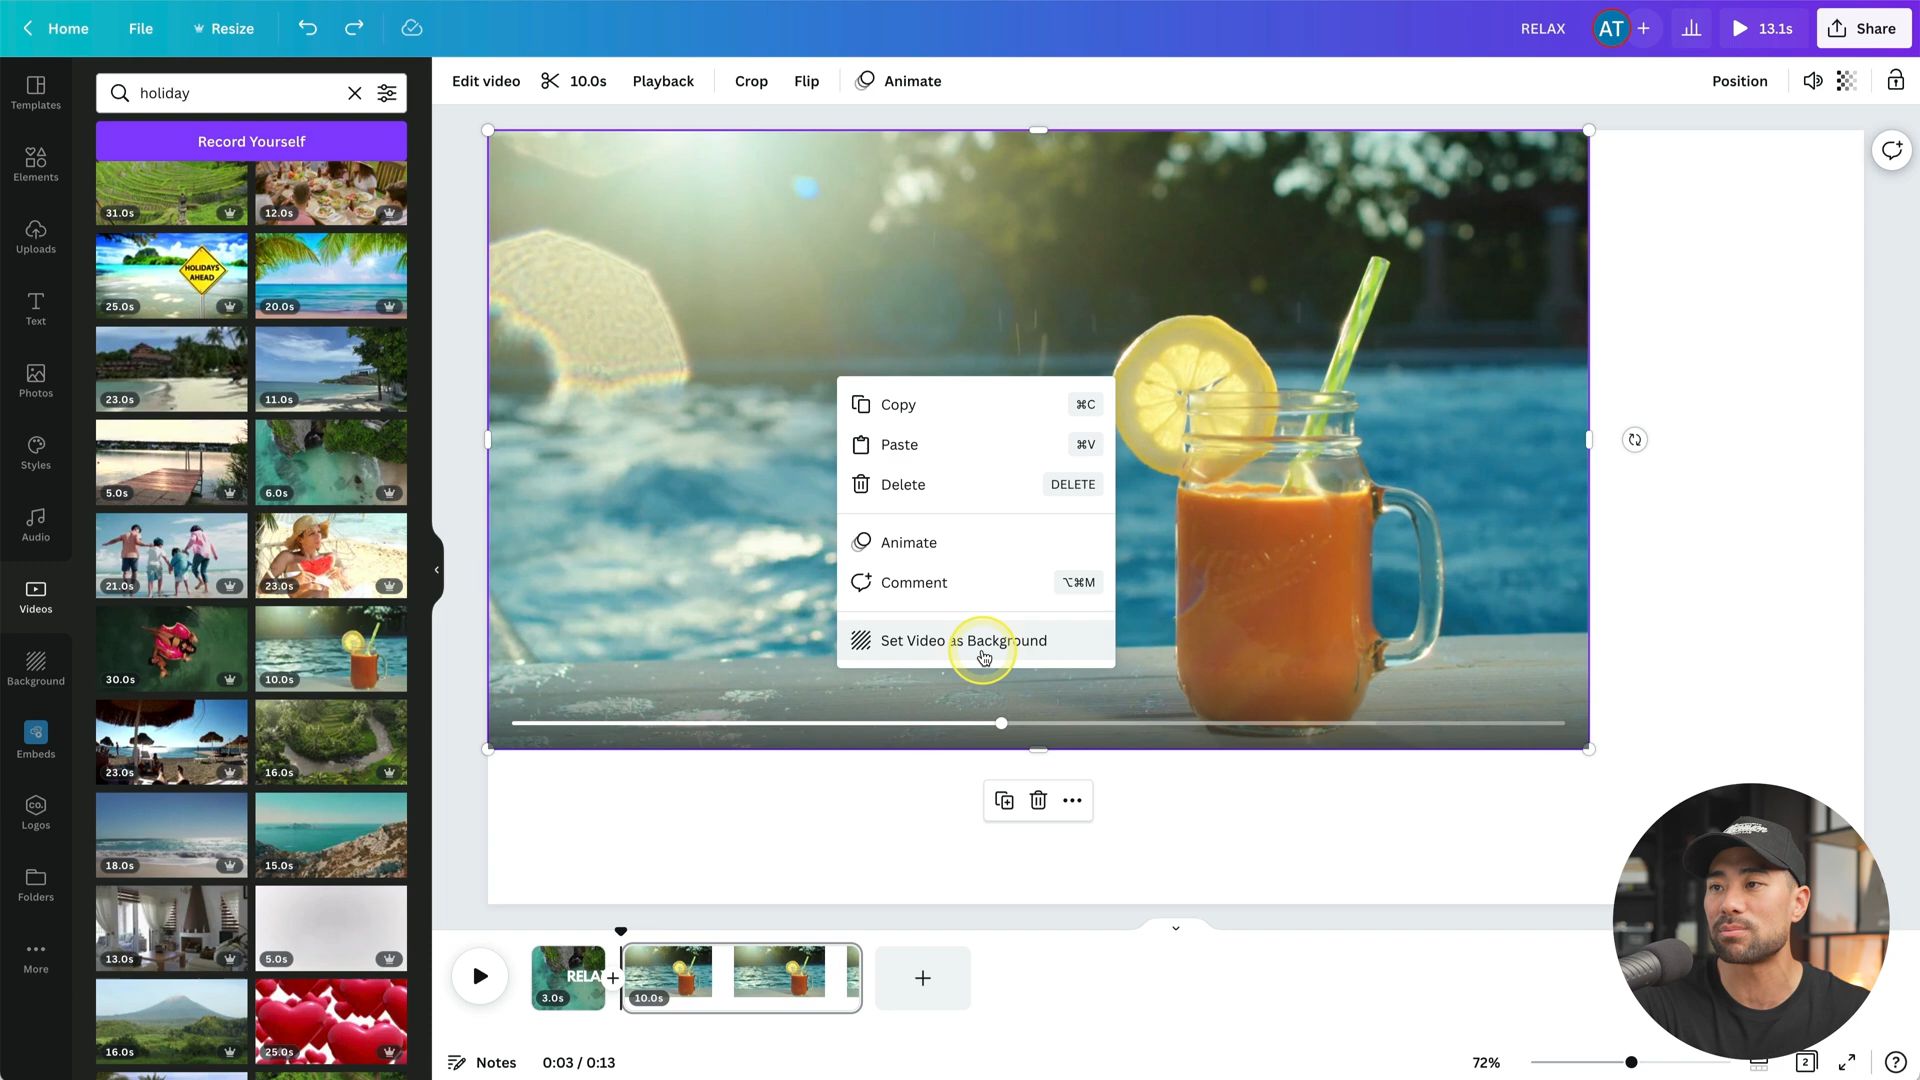 Home
File
Resize
RELAX
AT
13.1s
Share
Templates
Elements
Uploads
Text
Photos
Styles
Audio
Videos
Background
Embeds
CO.
Logos
Folders
More
holiday
Record Yourself
31.0s
12.0s
HOLIDAYS
AHEAD
25.0s
20.0s
23.0s
11.0s
5.0s
6.0s
21.0s
23.0s
30.0s
10.0s
23.0s
16.0s
18.0s
15.0s
13.0s
5.0s
16.0s
25.0s
Edit video
10.0s
Playback
Crop
Flip
Animate
Position
Copy
⌘C
Paste
⌘V
Delete
DELETE
Animate
Comment
⌥⌘M
Set Video as Background
RELA
3.0s
10.0s
Notes
0:03 / 0:13
72%
2